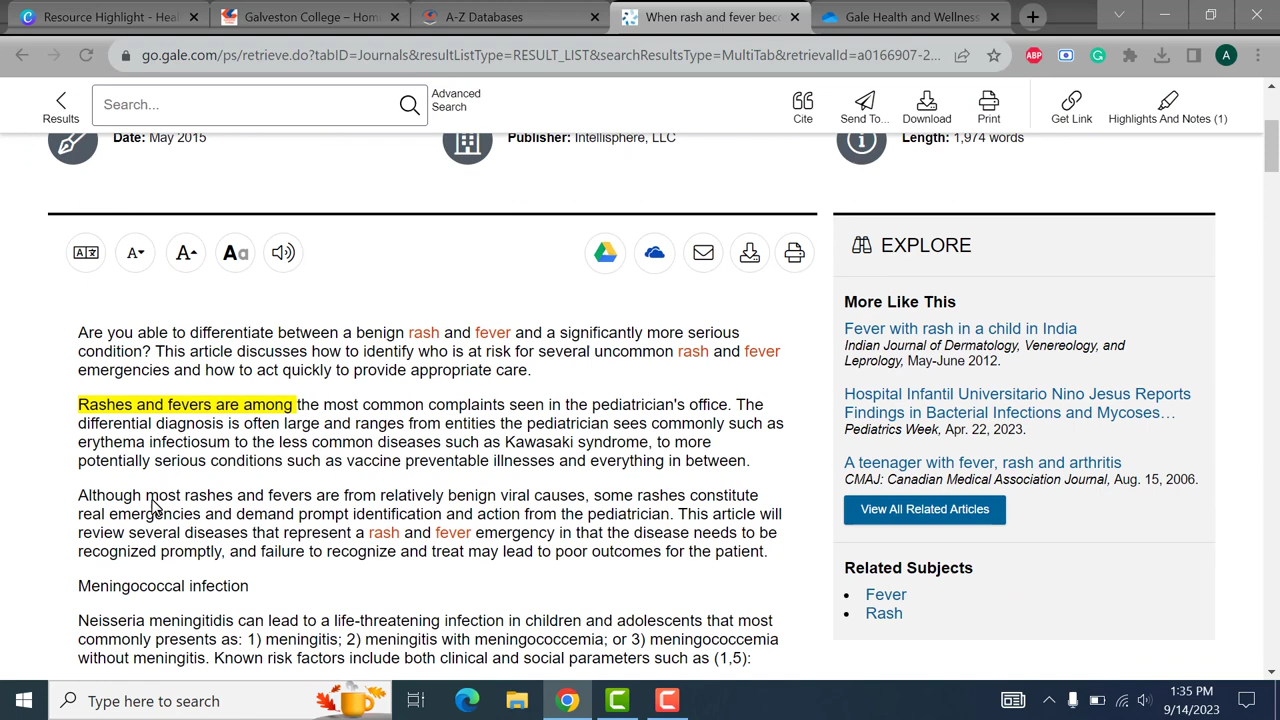 Resource Highlight - Heal
Galveston College – Hom
A-Z Databases
When rash and fever beco
Gale Health and Wellness
go.gale.com/ps/retrieve.do?tabID=Journals&resultListType=RESULT_LIST&searchResultsType=MultiTab&retrievalId=a0166907-2...
ABP
A
Results
Search...
Advanced
Search
Cite
Send To...
Download
Print
Get Link
Highlights And Notes (1)
Date: May 2015
Publisher: Intellisphere, LLC
Length: 1,974 words
Are you able to differentiate between a benign rash and fever and a significantly more serious
condition? This article discusses how to identify who is at risk for several uncommon rash and fever
emergencies and how to act quickly to provide appropriate care.
Rashes and fevers are among the most common complaints seen in the pediatrician's office. The
differential diagnosis is often large and ranges from entities the pediatrician sees commonly such as
erythema infectiosum to the less common diseases such as Kawasaki syndrome, to more
potentially serious conditions such as vaccine preventable illnesses and everything in between.
Although most rashes and fevers are from relatively benign viral causes, some rashes constitute
real emergencies and demand prompt identification and action from the pediatrician. This article will
review several diseases that represent a rash and fever emergency in that the disease needs to be
recognized promptly, and failure to recognize and treat may lead to poor outcomes for the patient.
Meningococcal infection
Neisseria meningitidis can lead to a life-threatening infection in children and adolescents that most
commonly presents as: 1) meningitis; 2) meningitis with meningococcemia; or 3) meningococcemia
without meningitis. Known risk factors include both clinical and social parameters such as (1,5):
EXPLORE
More Like This
Fever with rash in a child in India
Indian Journal of Dermatology, Venereology, and
Leprology, May-June 2012.
Hospital Infantil Universitario Nino Jesus Reports
Findings in Bacterial Infections and Mycoses…
Pediatrics Week, Apr. 22, 2023.
A teenager with fever, rash and arthritis
CMAJ: Canadian Medical Association Journal, Aug. 15, 2006.
View All Related Articles
Related Subjects
Fever
Rash
Type here to search
1:35 PM
9/14/2023